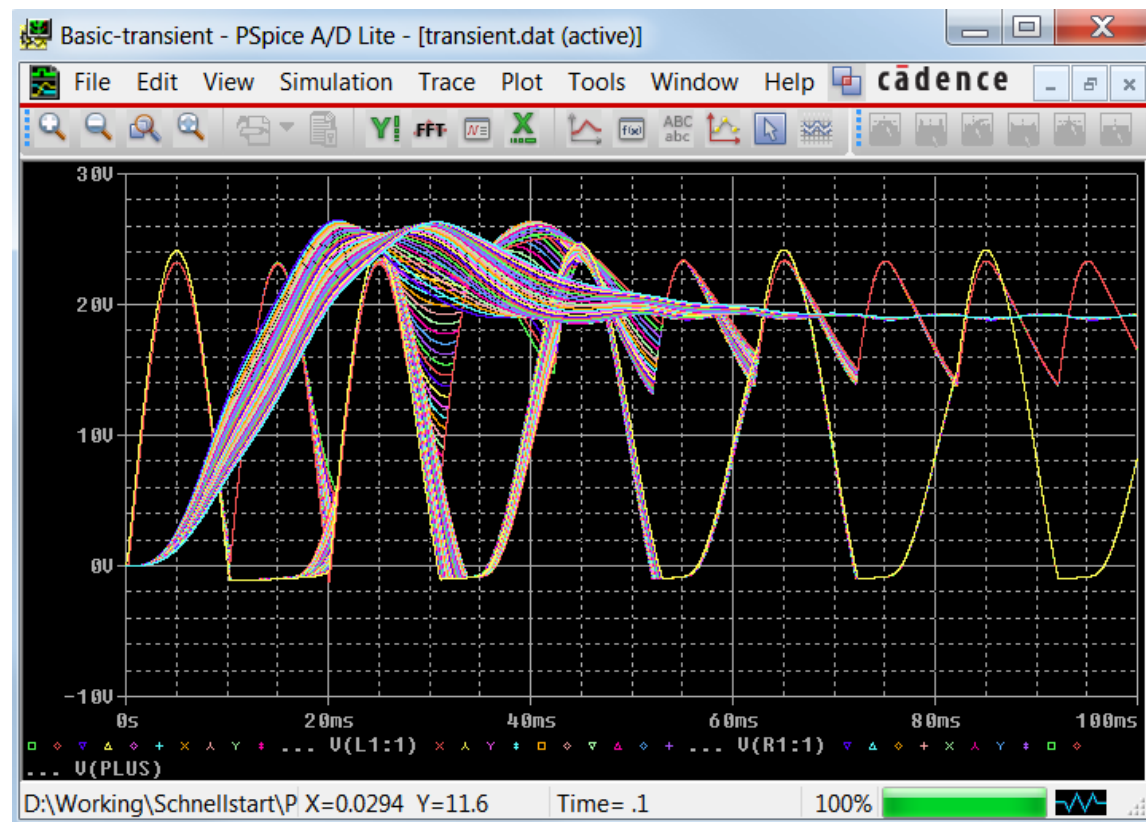 Basic-transient - PSpice A/D Lite - [transient.dat (active)]
File Edit View Simulation Trace Plot Tools Window Help cādence
Y! FFT N= X f(x) ABC abc
30V
20V
10V
0V
-10V
0s 20ms 40ms 60ms 80ms 100ms
... V(L1:1) ... V(R1:1)
... V(PLUS)
D:\Working\Schnellstart\P X=0.0294 Y=11.6 Time= .1 100%